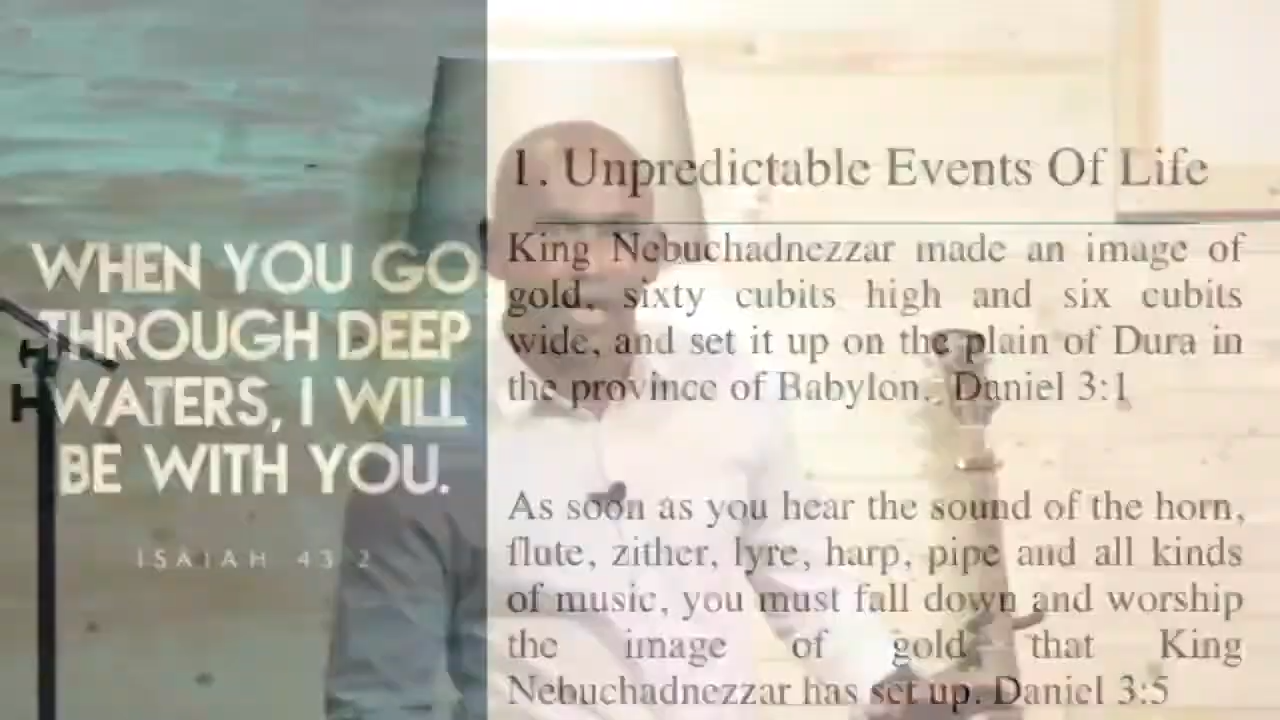 WHEN YOU GO
THROUGH DEEP
WATERS, I WILL
BE WITH YOU.
ISAIAH 43:2
1. Unpredictable Events Of Life
King Nebuchadnezzar made an image of
gold, sixty cubits high and six cubits
wide, and set it up on the plain of Dura in
the province of Babylon.. Daniel 3:1
As soon as you hear the sound of the horn,
flute, zither, lyre, harp, pipe and all kinds
of music, you must fall down and worship
the image of gold that King
Nebuchadnezzar has set up. Daniel 3:5